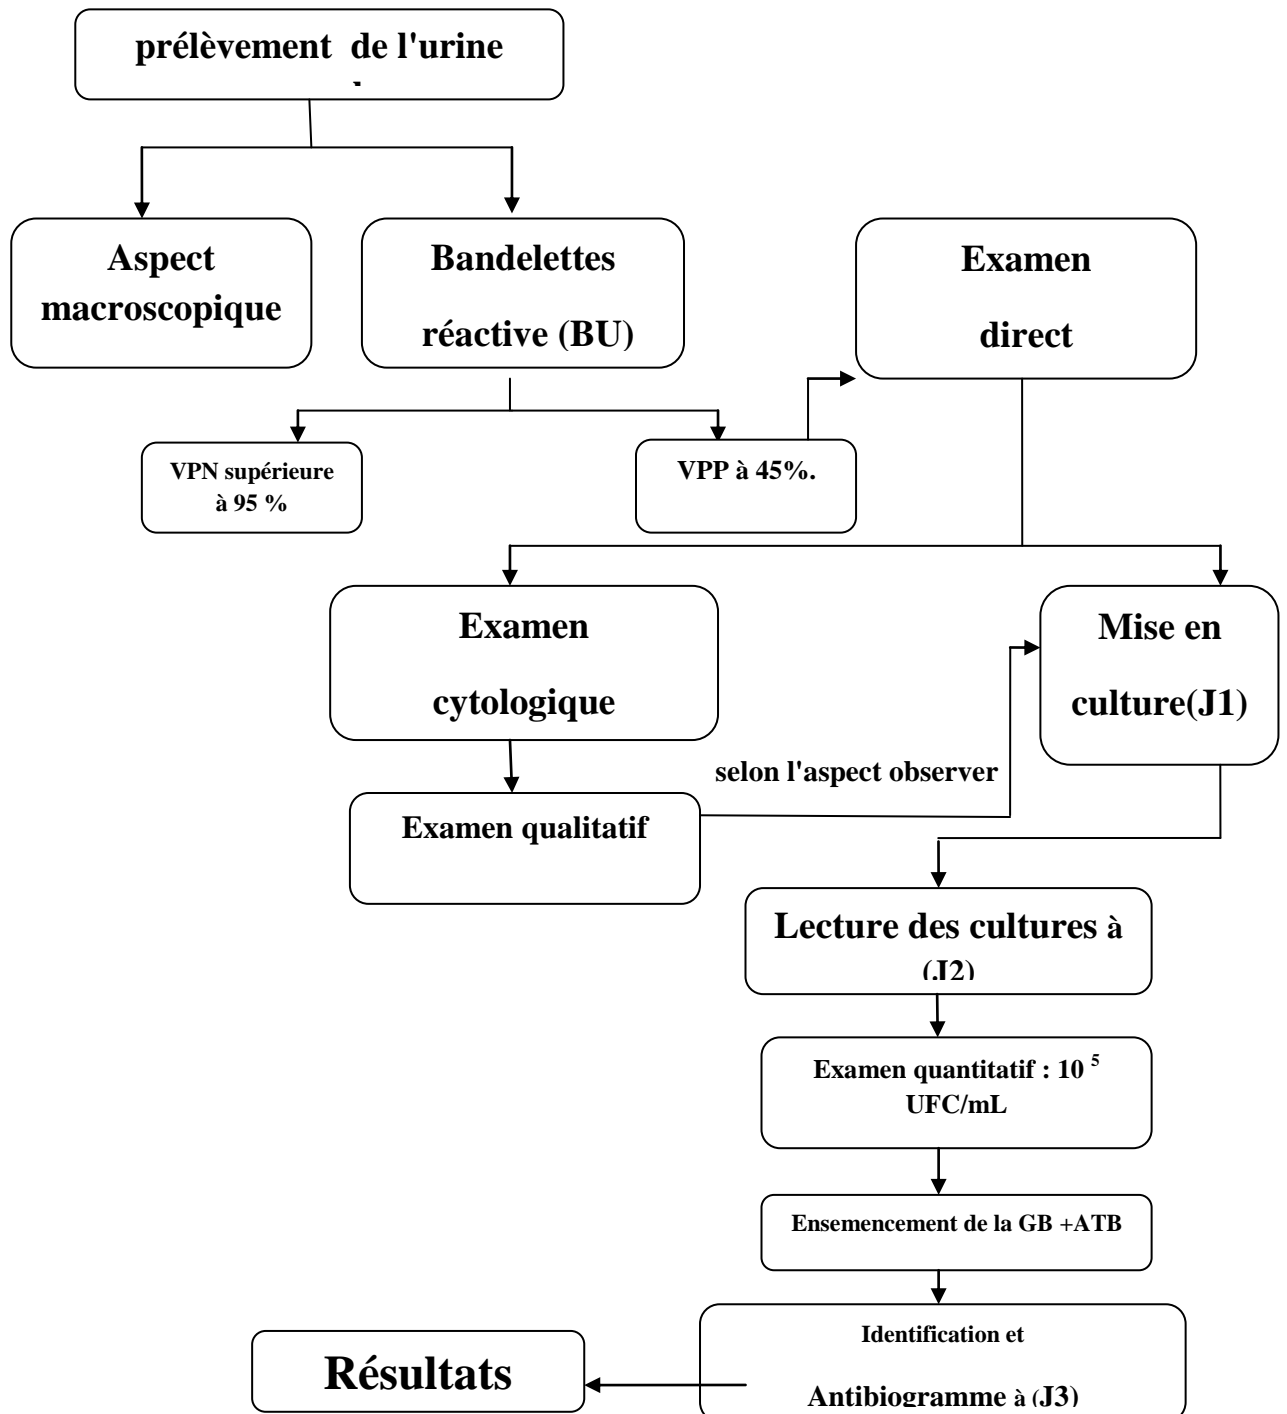 prélèvement de l'urine
Aspect
macroscopique
Bandelettes
réactive (BU)
Examen
direct
VPN supérieure
à 95 %
VPP à 45%.
Examen
cytologique
Mise en
culture(J1)
selon l'aspect observer
Examen qualitatif
Lecture des cultures à
(J2)
Examen quantitatif : 10 ⁵
UFC/mL
Ensemencement de la GB +ATB
Identification et
Antibiogramme à (J3)
Résultats